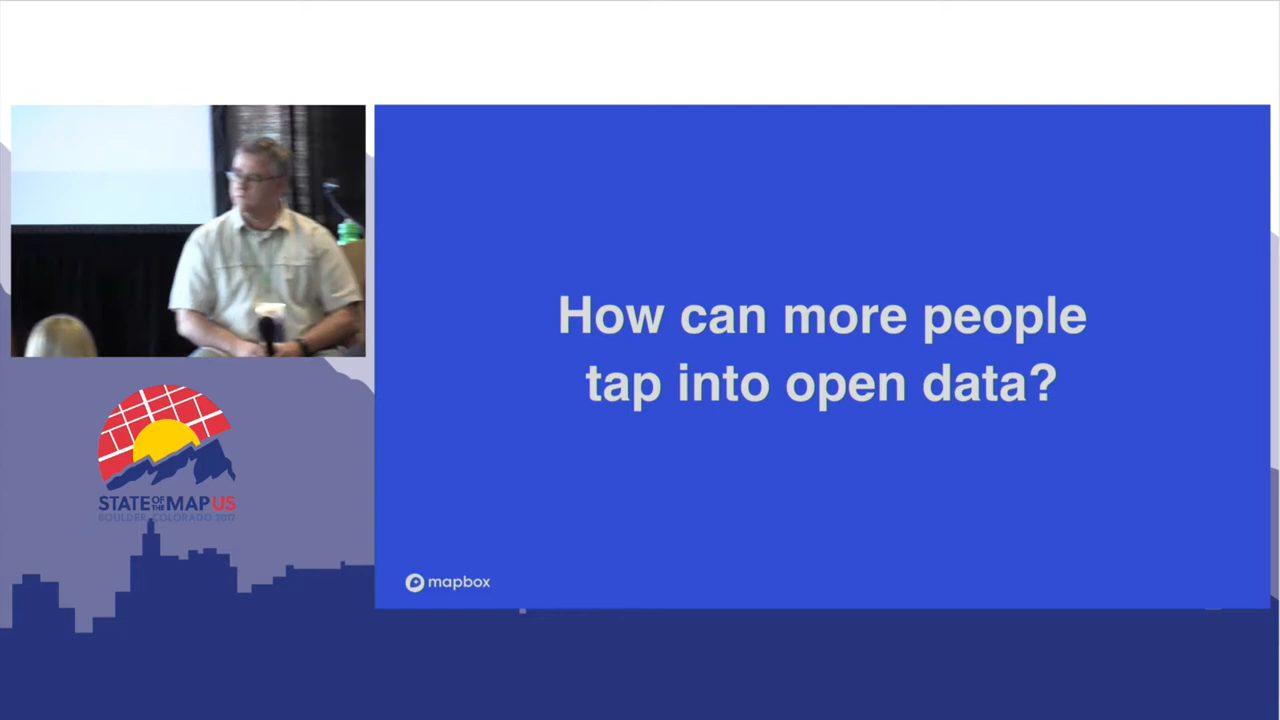 How can more people
tap into open data?
mapbox
STATE OF THE MAP US
BOULDER, COLORADO 2017